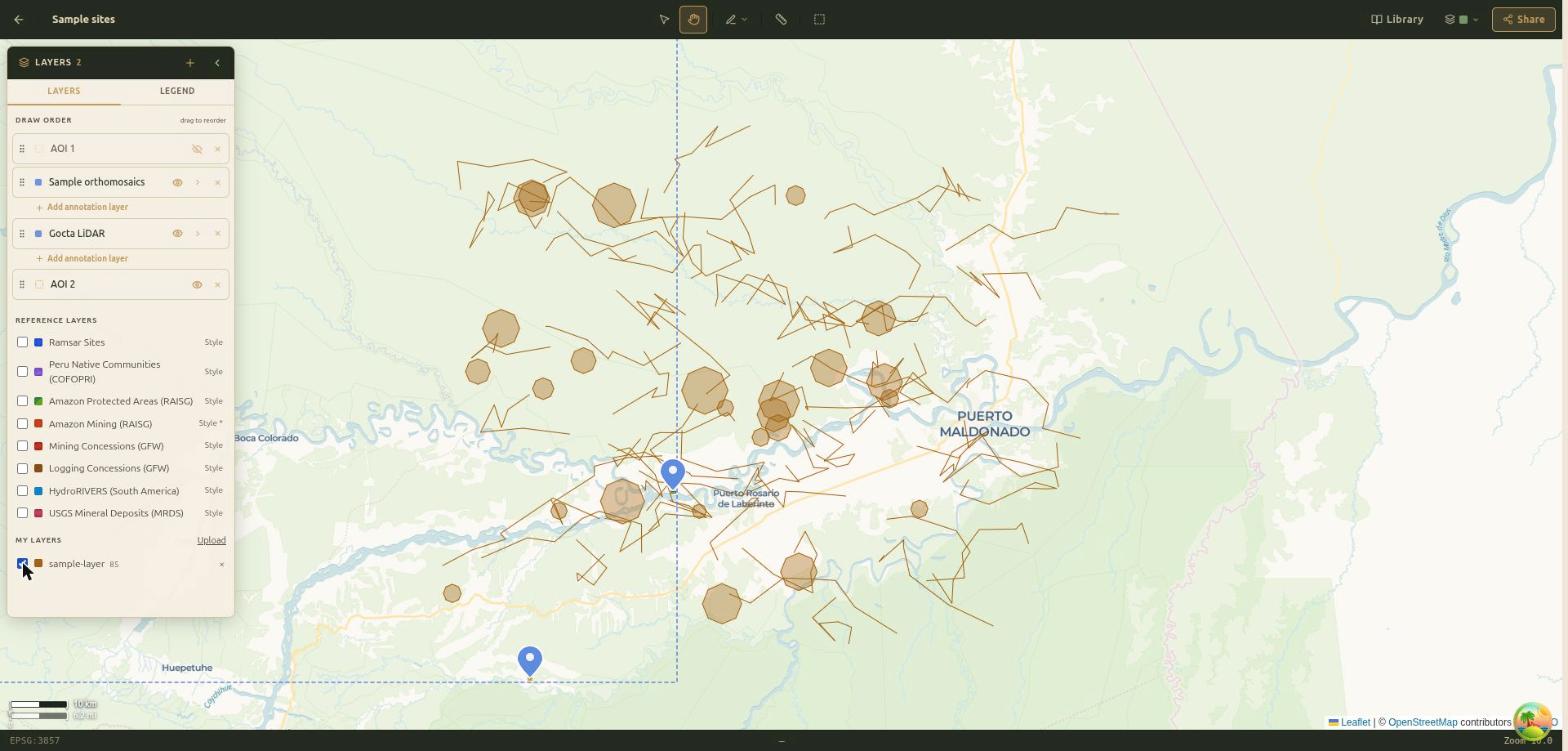 Sample sites
Library
Share
LAYERS 2
LAYERS
LEGEND
DRAW ORDER
drag to reorder
AOI 1
Sample orthomosaics
+ Add annotation layer
Gocta LiDAR
+ Add annotation layer
AOI 2
REFERENCE LAYERS
Ramsar Sites
Style
Peru Native Communities
(COFOPRI)
Style
Amazon Protected Areas (RAISG)
Style
Amazon Mining (RAISG)
Style *
Mining Concessions (GFW)
Style
Logging Concessions (GFW)
Style
HydroRIVERS (South America)
Style
USGS Mineral Deposits (MRDS)
Style
MY LAYERS
Upload
sample-layer 85
Boca Colorado
PUERTO
MALDONADO
Puerto Rosario
de Laberinto
Huepetuhe
10 km
6.2 mi
Leaflet | © OpenStreetMap contributors
EPSG:3857
Zoom